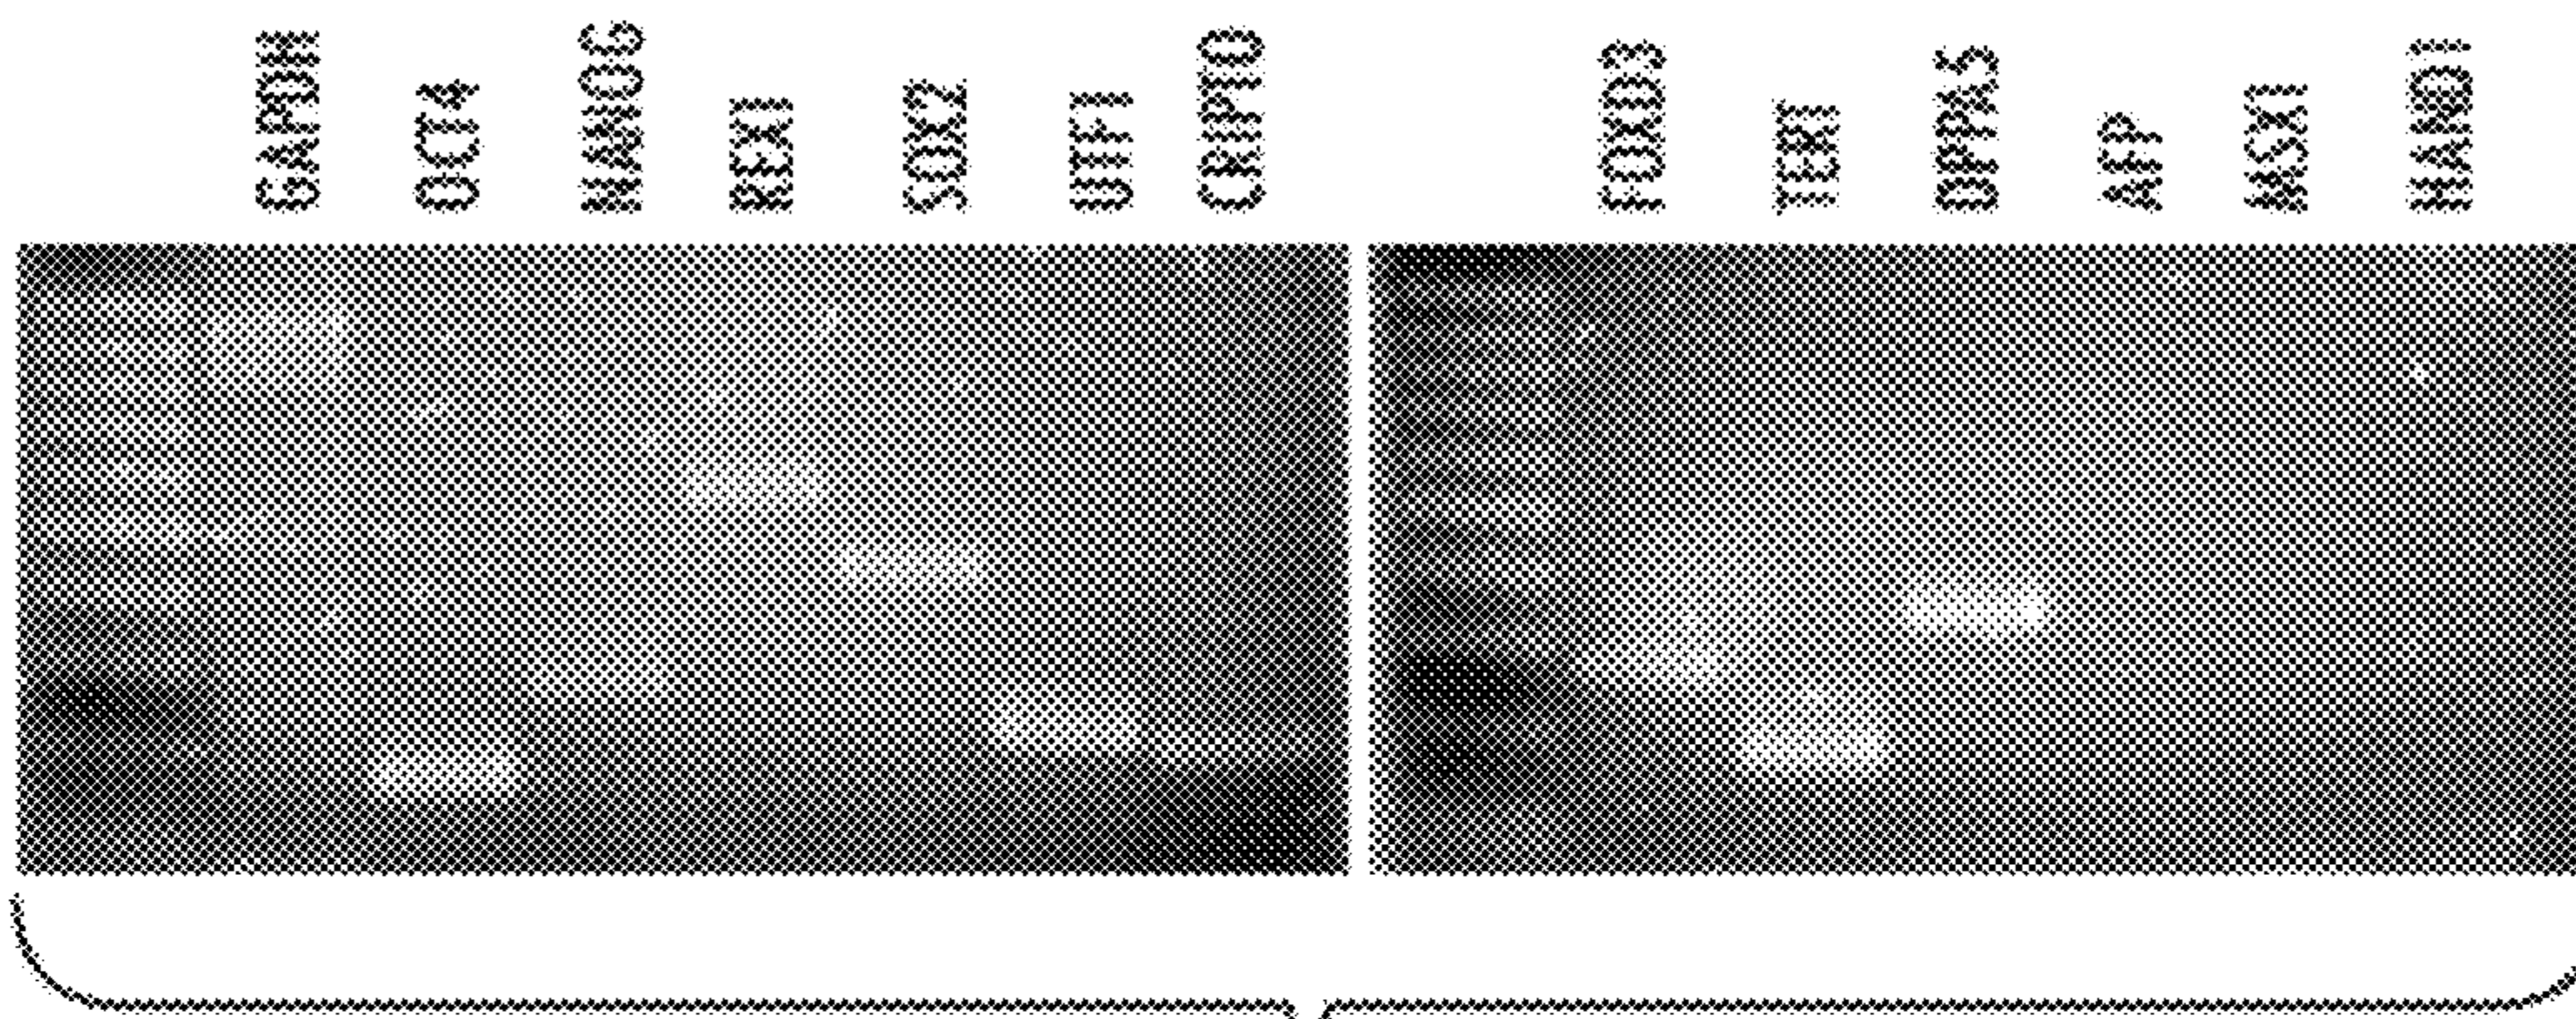 GAPDH
OCT4
NANOG
REX1
SOX2
UTF1
CRIPTO
FOXD3
TERT
DPPA5
AFP
MSX1
HAND1